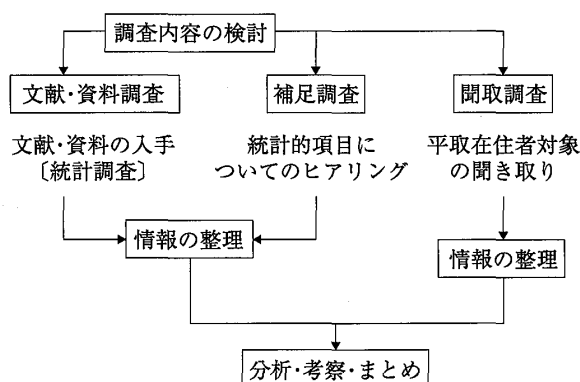 調査内容の検討
文献・資料調査
補足調査
聞取調査
文献・資料の入手
〔統計調査〕
統計的項目に
ついてのヒアリング
平取在住者対象
の聞き取り
情報の整理
情報の整理
分析・考察・まとめ